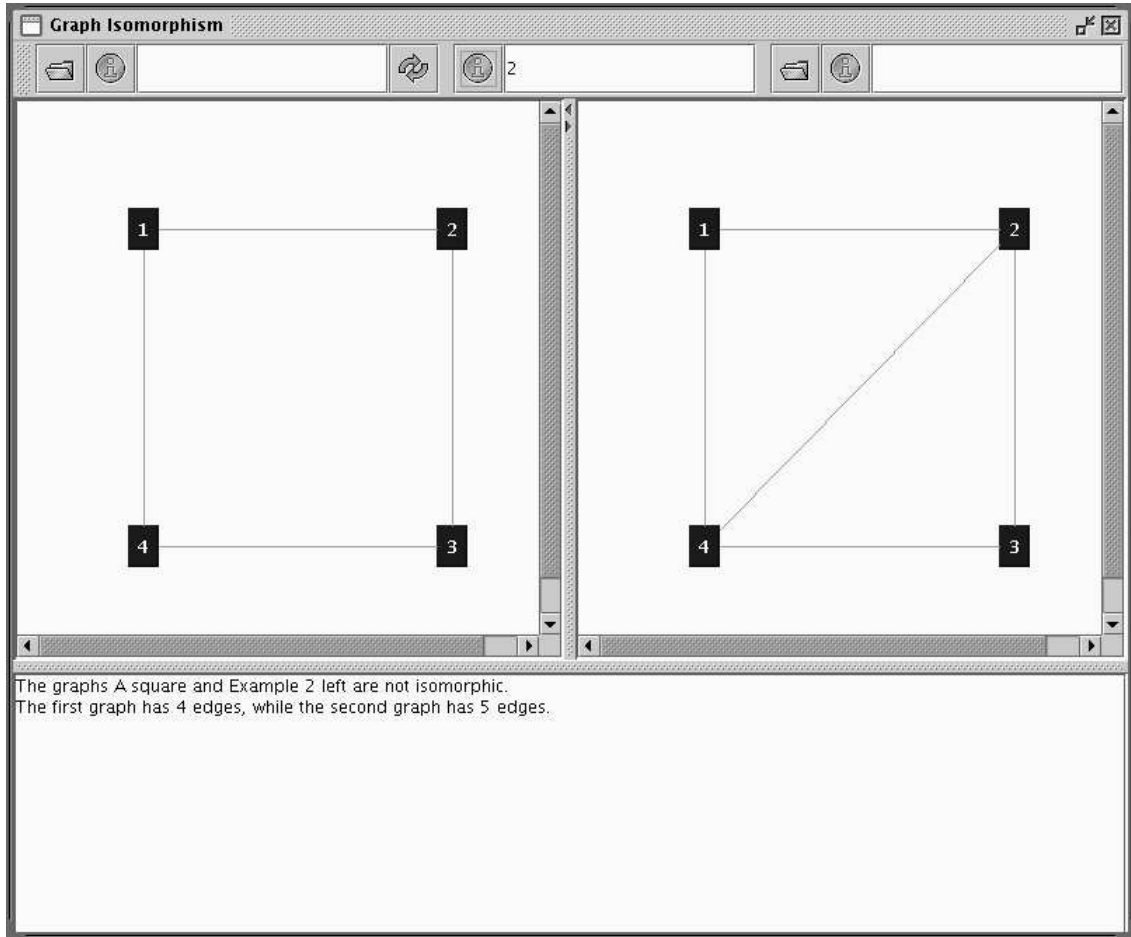 Graph Isomorphism
2
1 2
4 3
1 2
4 3
The graphs A square and Example 2 left are not isomorphic.
The first graph has 4 edges, while the second graph has 5 edges.